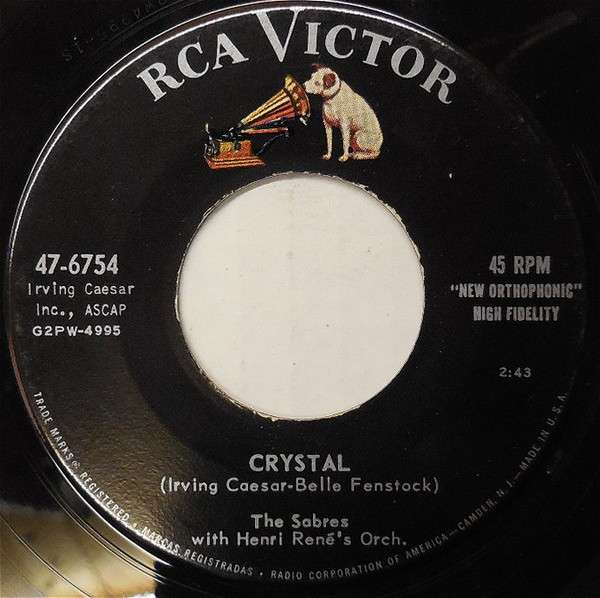 RCA VICTOR
47-6754
Irving Caesar
Inc., ASCAP
G2PW-4995
45 RPM
"NEW ORTHOPHONIC"
HIGH FIDELITY
2:43
CRYSTAL
(Irving Caesar-Belle Fenstock)
The Sabres
with Henri René's Orch.
TRADE MARKS ® REGISTERED • MARCAS REGISTRADAS • RADIO CORPORATION OF AMERICA—CAMDEN, N. J.—MADE IN U.S.A.